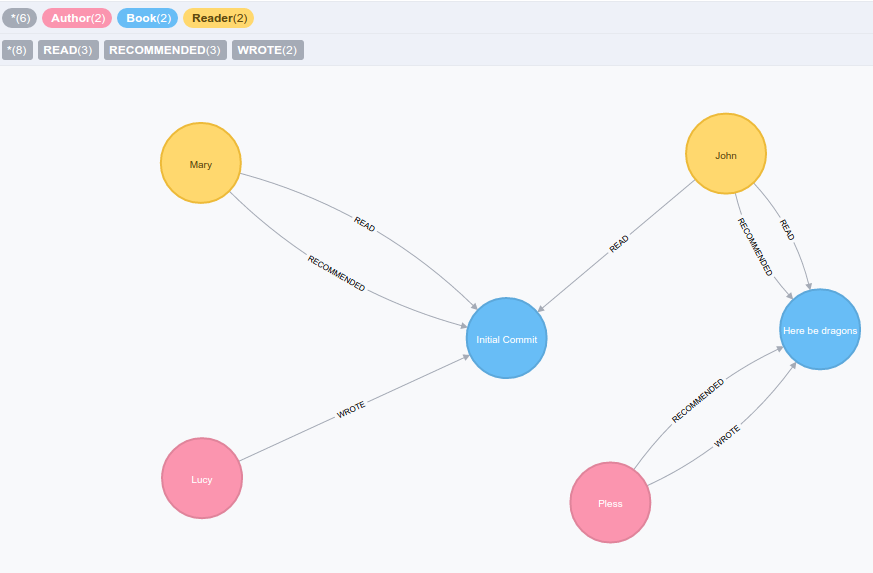 *(6) Author(2) Book(2) Reader(2)
*(8) READ(3) RECOMMENDED(3) WROTE(2)
John
Mary
READ
READ
READ
RECOMMENDED
RECOMMENDED
Here be dragons
Initial Commit
RECOMMENDED
WROTE
WROTE
Lucy
Pless